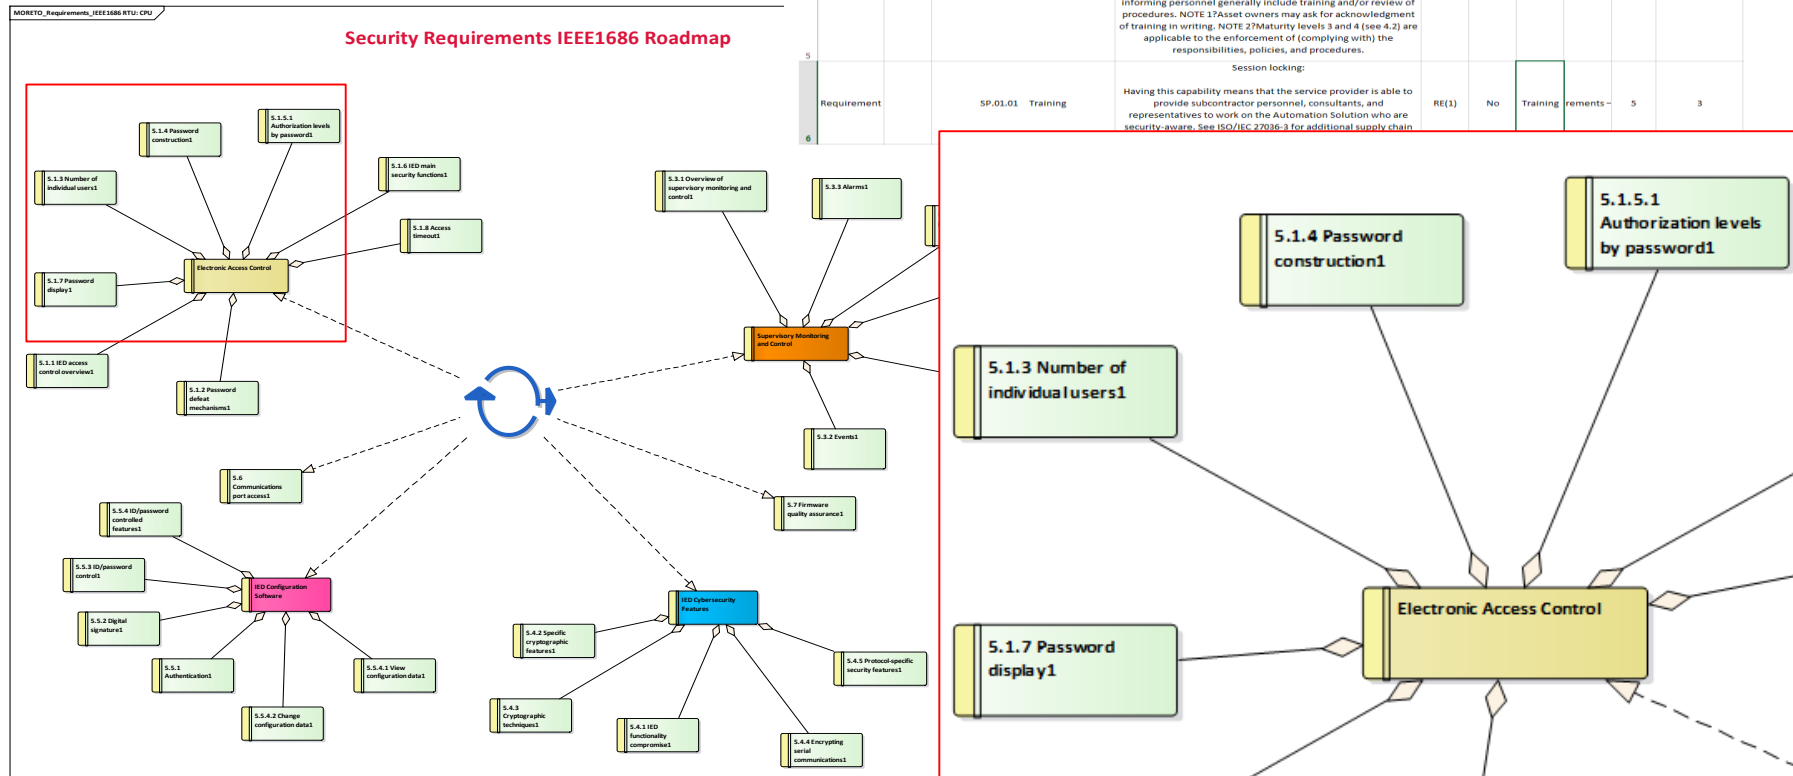 MORETO_Requirements_IEEE1686 RTU: CPU
Security Requirements IEEE1686 Roadmap
5.1.5.1
Authorization levels
by password1
5.1.4 Password
construction1
5.1.6 IED main
security functions1
5.1.3 Number of
individual users1
5.1.8 Access
timeout1
Electronic Access Control
5.1.7 Password
display1
5.1.1 IED access
control overview1
5.1.2 Password
defeat
mechanisms1
5.3.1 Overview of
supervisory monitoring and
control1
5.3.3 Alarms1
Supervisory Monitoring
and Control
5.3.2 Events1
5.6
Communications
port access1
5.7 Firmware
quality assurance1
5.5.4 ID/password
controlled
features1
5.5.3 ID/password
control1
IED Configuration
Software
5.5.2 Digital
signature1
5.5.1
Authentication1
5.5.4.1 View
configuration data1
5.5.4.2 Change
configuration data1
IED Cybersecurity
Features
5.4.2 Specific
cryptographic
features1
5.4.5 Protocol-specific
security features1
5.4.3
Cryptographic
techniques1
5.4.1 IED
functionality
compromise1
5.4.4 Encrypting
serial
communications1
informing personnel generally include training and/or review of
procedures. NOTE 1?Asset owners may ask for acknowledgment
of training in writing. NOTE 2?Maturity levels 3 and 4 (see 4.2) are
applicable to the enforcement of (complying with) the
responsibilities, policies, and procedures.
5
Session locking:
Having this capability means that the service provider is able to
provide subcontractor personnel, consultants, and
representatives to work on the Automation Solution who are
security-aware. See ISO/IEC 27036-3 for additional supply chain
Requirement SP.01.01 Training RE(1) No Training rements – 5 3
6
5.1.5.1
Authorization levels
by password1
5.1.4 Password
construction1
5.1.3 Number of
individual users1
Electronic Access Control
5.1.7 Password
display1